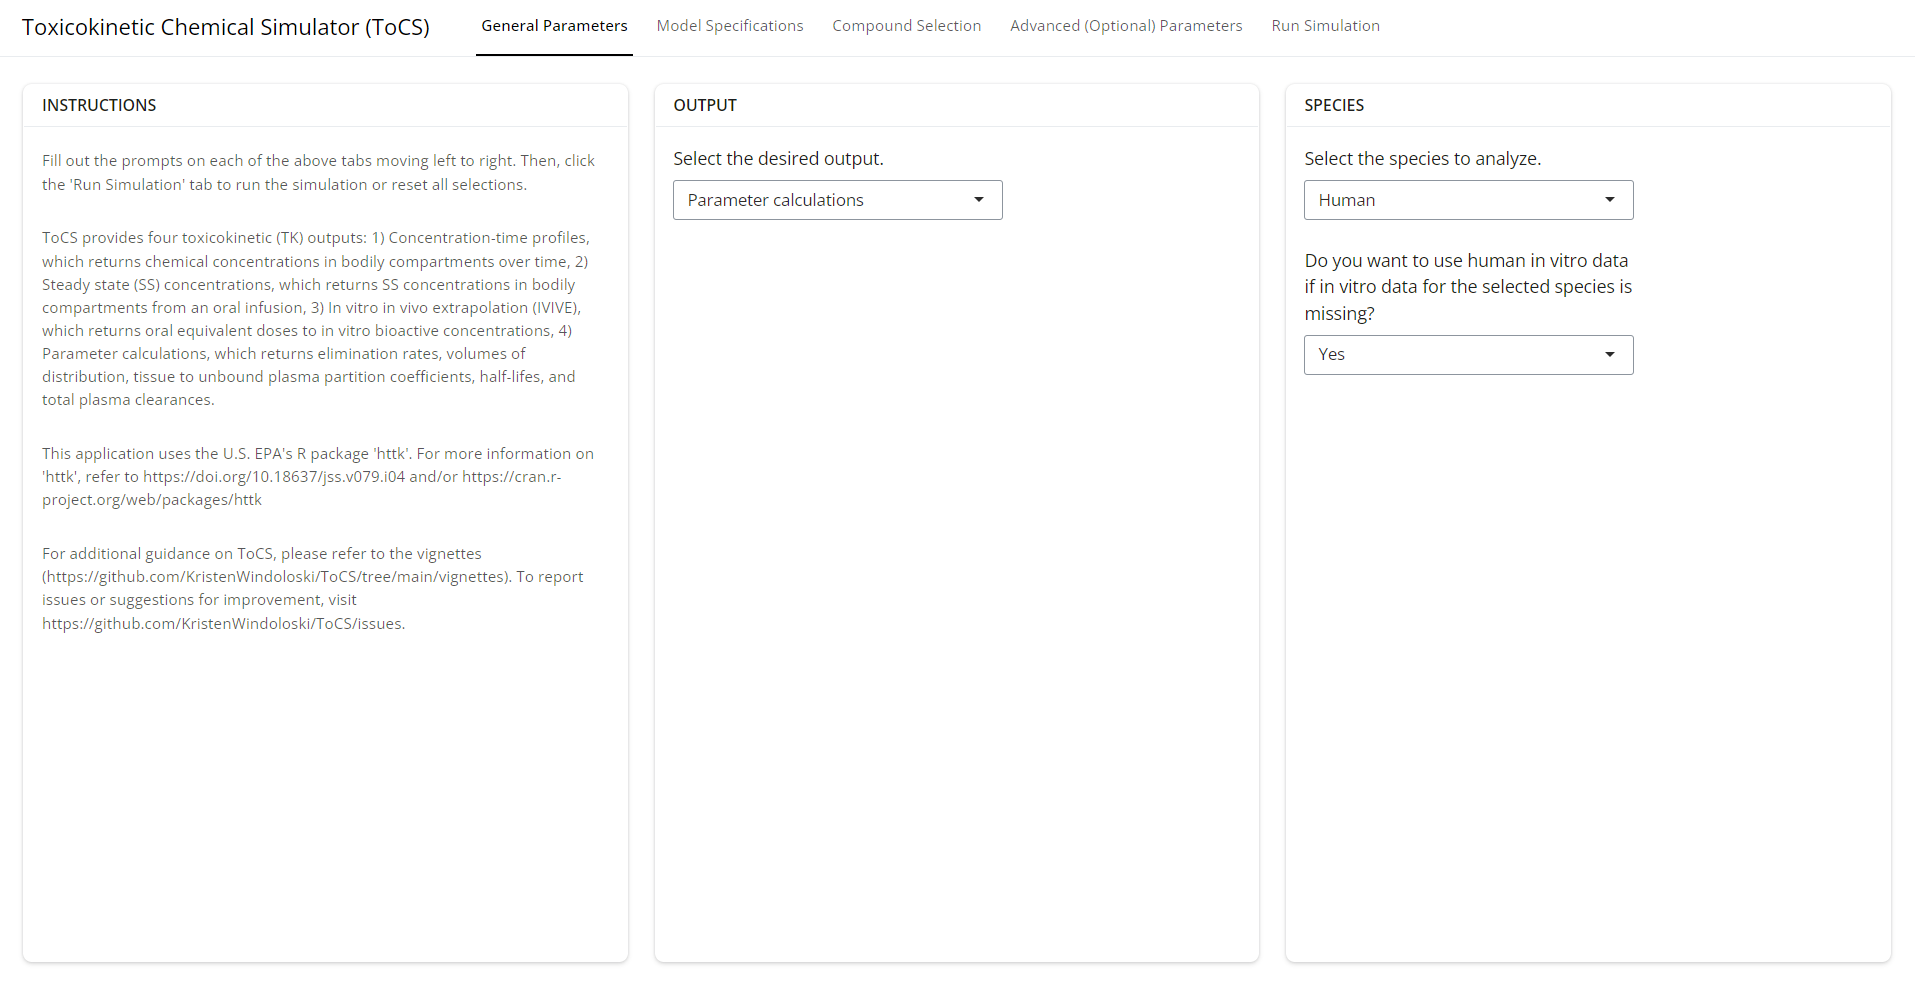 Toxicokinetic Chemical Simulator (ToCS)
General Parameters
Model Specifications
Compound Selection
Advanced (Optional) Parameters
Run Simulation
INSTRUCTIONS
Fill out the prompts on each of the above tabs moving left to right. Then, click
the 'Run Simulation' tab to run the simulation or reset all selections.
ToCS provides four toxicokinetic (TK) outputs: 1) Concentration-time profiles,
which returns chemical concentrations in bodily compartments over time, 2)
Steady state (SS) concentrations, which returns SS concentrations in bodily
compartments from an oral infusion, 3) In vitro in vivo extrapolation (IVIVE),
which returns oral equivalent doses to in vitro bioactive concentrations, 4)
Parameter calculations, which returns elimination rates, volumes of
distribution, tissue to unbound plasma partition coefficients, half-lifes, and
total plasma clearances.
This application uses the U.S. EPA's R package 'httk'. For more information on
'httk', refer to https://doi.org/10.18637/jss.v079.i04 and/or https://cran.r-
project.org/web/packages/httk
For additional guidance on ToCS, please refer to the vignettes
(https://github.com/KristenWindoloski/ToCS/tree/main/vignettes). To report
issues or suggestions for improvement, visit
https://github.com/KristenWindoloski/ToCS/issues.
OUTPUT
Select the desired output.
Parameter calculations
SPECIES
Select the species to analyze.
Human
Do you want to use human in vitro data
if in vitro data for the selected species is
missing?
Yes